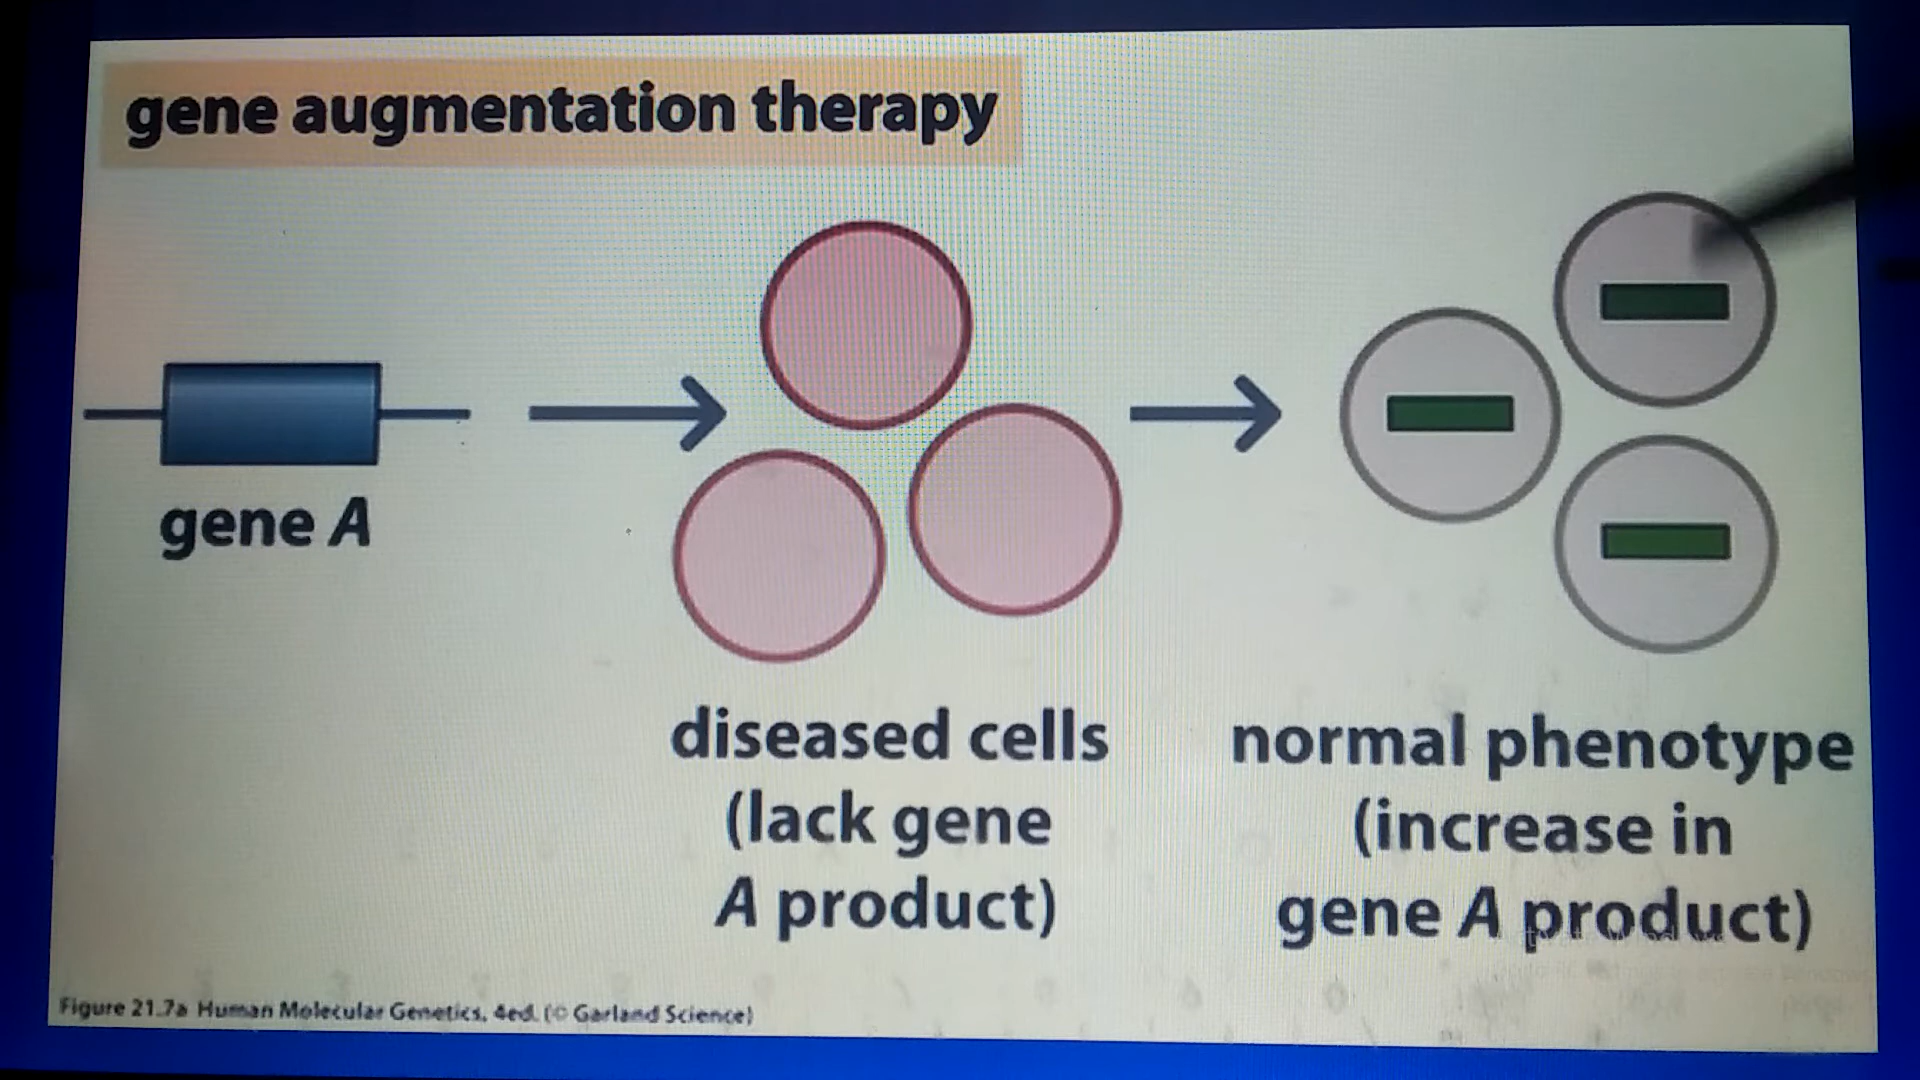 gene augmentation therapy
gene A
diseased cells
(lack gene
A product)
normal phenotype
(increase in
gene A product)
Figure 21.7a Human Molecular Genetics, 4ed. (© Garland Science)